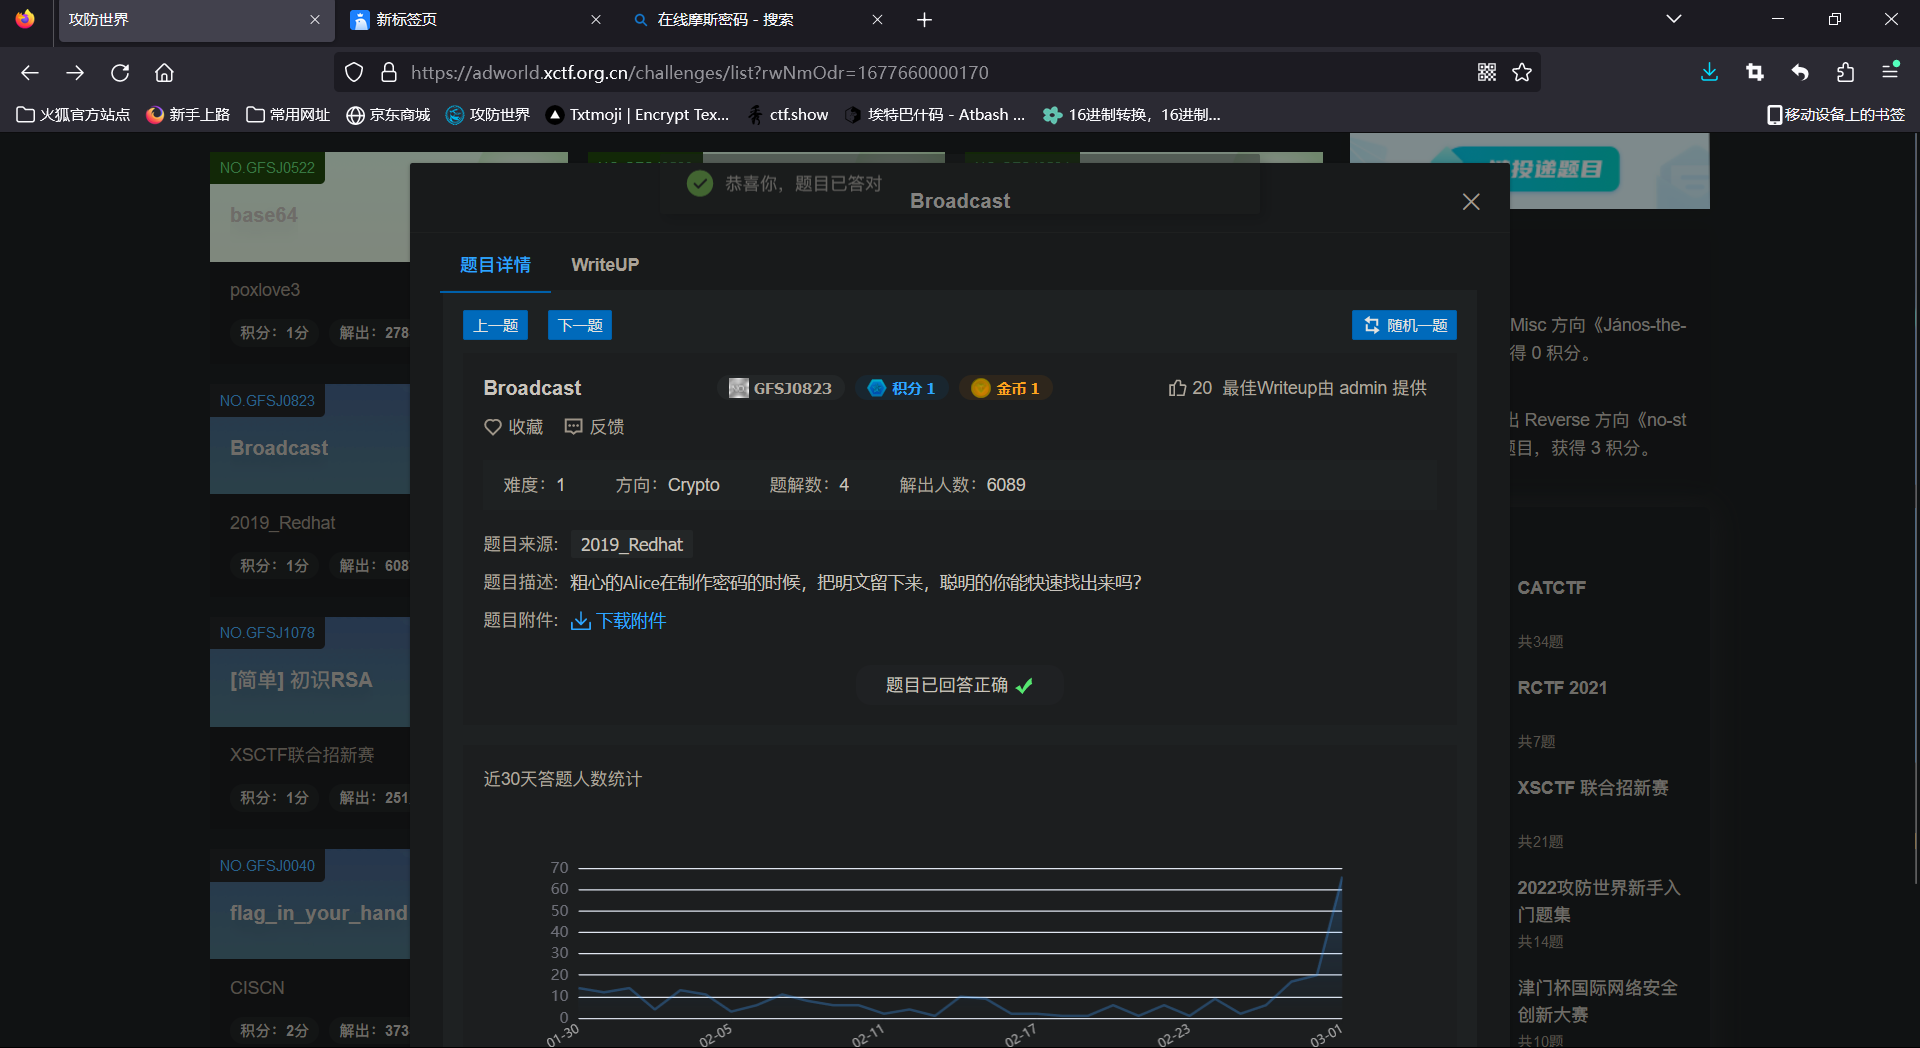 攻防世界
新标签页
在线摩斯密码 - 搜索
https://adworld.xctf.org.cn/challenges/list?rwNmOdr=1677660000170
火狐官方站点
新手上路
常用网址
京东商城
攻防世界
Txtmoji | Encrypt Tex...
ctf.show
埃特巴什码 - Atbash ...
16进制转换，16进制...
移动设备上的书签
NO.GFSJ0522
base64
poxlove3
积分：1分
解出：278
NO.GFSJ0823
Broadcast
2019_Redhat
积分：1分
解出：608
NO.GFSJ1078
[简单] 初识RSA
XSCTF联合招新赛
积分：1分
解出：251
NO.GFSJ0040
flag_in_your_hand
CISCN
积分：2分
解出：373
恭喜你，题目已答对
Broadcast
题目详情
WriteUP
上一题
下一题
随机一题
Broadcast
GFSJ0823
积分 1
金币 1
20
最佳Writeup由 admin 提供
收藏
反馈
难度：1
方向：Crypto
题解数：4
解出人数：6089
题目来源：
2019_Redhat
题目描述：
粗心的Alice在制作密码的时候，把明文留下来，聪明的你能快速找出来吗?
题目附件：
下载附件
题目已回答正确
近30天答题人数统计
70
60
50
40
30
20
10
0
01-30
02-05
02-11
02-17
02-23
03-01
投递题目
Misc 方向《János-the-
得 0 积分。
出 Reverse 方向《no-st
题目，获得 3 积分。
CATCTF
共34题
RCTF 2021
共7题
XSCTF 联合招新赛
共21题
2022攻防世界新手入
门题集
共14题
津门杯国际网络安全
创新大赛
共10题